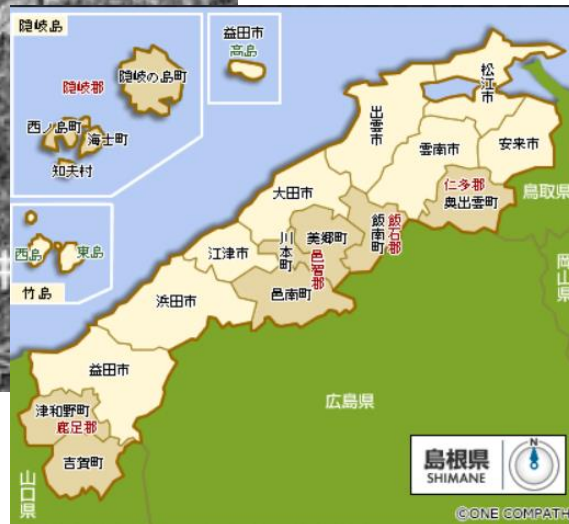 隠岐島
隠岐郡
隠岐の島町
西ノ島町
海士町
知夫村
益田市
高島
西島
東島
竹島
松江市
出雲市
安来市
雲南市
仁多郡
奥出雲町
鳥取県
大田市
飯南町
飯石郡
美郷町
川本町
邑智郡
江津市
邑南町
岡山県
浜田市
益田市
広島県
津和野町
鹿足郡
吉賀町
山口県
島根県
SHIMANE
N
©ONE COMPATH